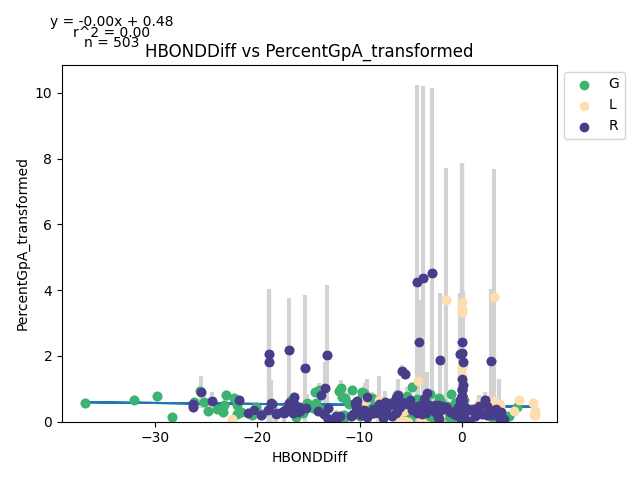 y = -0.00x + 0.48
r^2 = 0.00
n = 503
HBONDDiff vs PercentGpA_transformed
G
L
R
PercentGpA_transformed
10
8
6
4
2
0
−30
−20
−10
0
HBONDDiff